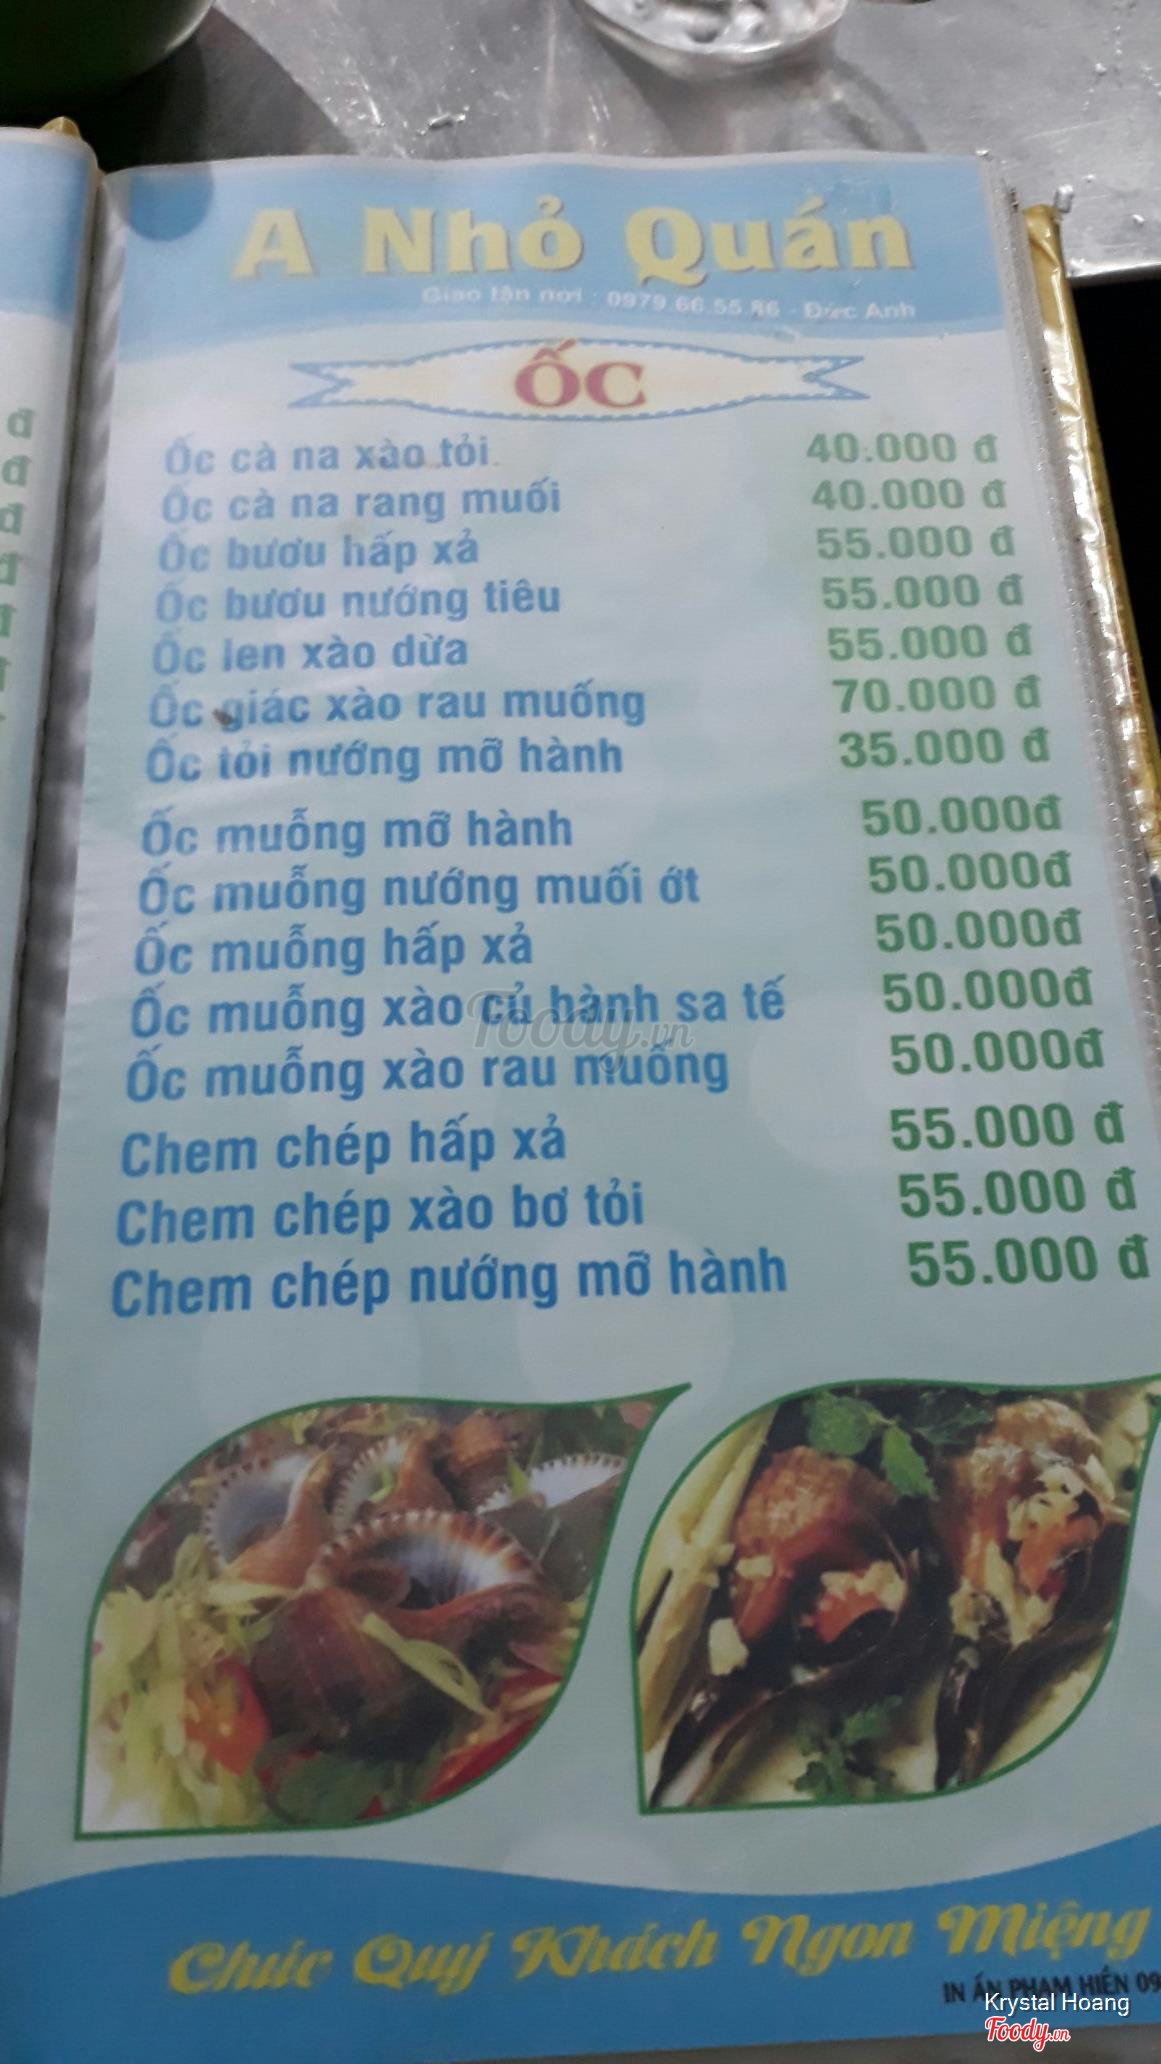 A Nhỏ Quán
Giao tận nơi : 0979.66.55.86 - Đức Anh
ỐC
Ốc cà na xào tỏi 40.000 đ
Ốc cà na rang muối 40.000 đ
Ốc bươu hấp xả 55.000 đ
Ốc bươu nướng tiêu 55.000 đ
Ốc len xào dừa 55.000 đ
Ốc giác xào rau muống 70.000 đ
Ốc tỏi nướng mỡ hành 35.000 đ
Ốc muỗng mỡ hành 50.000đ
Ốc muỗng nướng muối ớt 50.000đ
Ốc muỗng hấp xả 50.000đ
Ốc muỗng xào củ hành sa tế 50.000đ
Ốc muỗng xào rau muống 50.000đ
Chem chép hấp xả 55.000 đ
Chem chép xào bơ tỏi 55.000 đ
Chem chép nướng mỡ hành 55.000 đ
Foody.vn
Chúc Quý Khách Ngon Miệng
IN ẤN PHẠM HIỀN 09
Krystal Hoang
Foody.vn